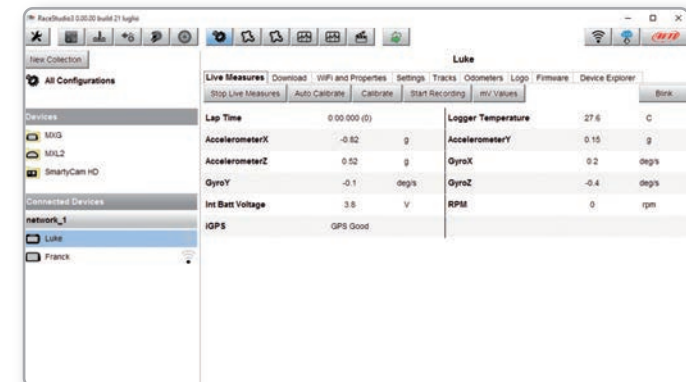 RaceStudio3 0.00.00 build 21 luglio
New Collection
All Configurations
Devices
MXG
MXL2
SmartyCam HD
Connected Devices
network_1
Luke
Franck
Luke
Live Measures Download WiFi and Properties Settings Tracks Odometers Logo Firmware Device Explorer
Stop Live Measures Auto Calibrate Calibrate Start Recording mV Values Blink
Lap Time 0:00.000 (0) Logger Temperature 27.6 C
AccelerometerX -0.82 g AccelerometerY 0.15 g
AccelerometerZ 0.52 g GyroX 0.2 deg/s
GyroY -0.1 deg/s GyroZ -0.4 deg/s
Int Batt Voltage 3.8 V RPM 0 rpm
iGPS GPS Good